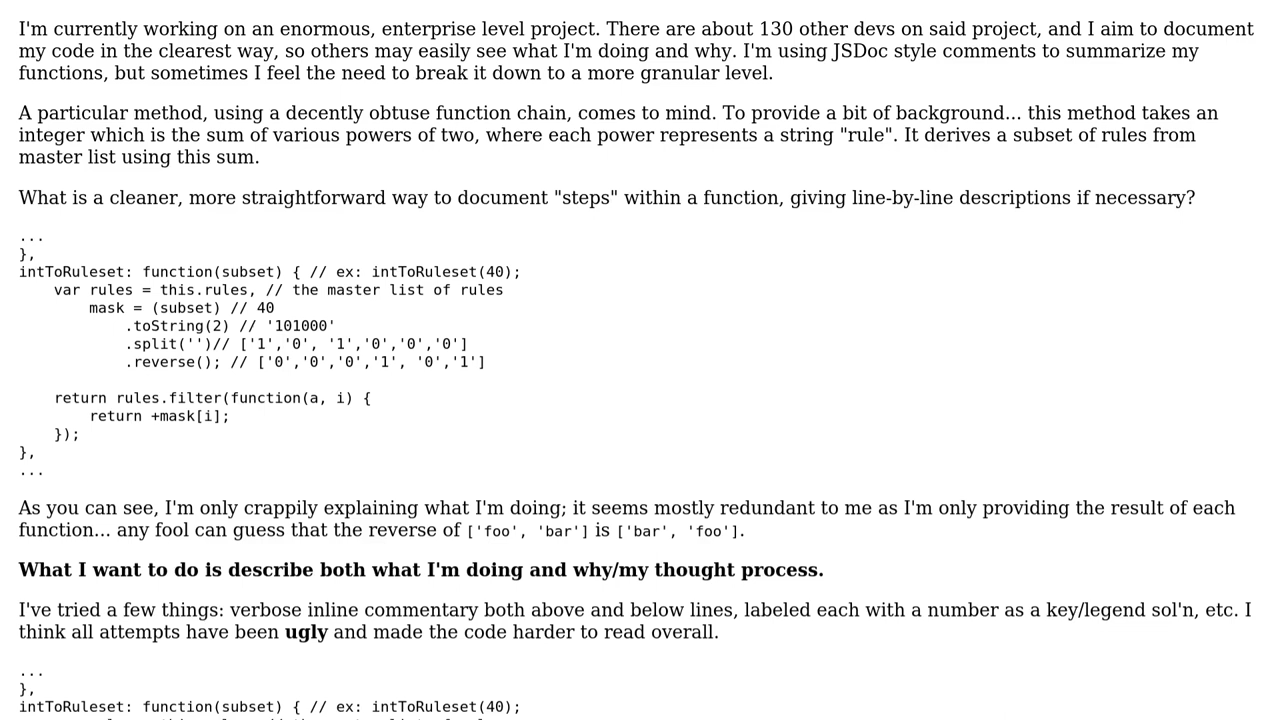 I'm currently working on an enormous, enterprise level project. There are about 130 other devs on said project, and I aim to document
my code in the clearest way, so others may easily see what I'm doing and why. I'm using JSDoc style comments to summarize my
functions, but sometimes I feel the need to break it down to a more granular level.
A particular method, using a decently obtuse function chain, comes to mind. To provide a bit of background... this method takes an
integer which is the sum of various powers of two, where each power represents a string "rule". It derives a subset of rules from
master list using this sum.
What is a cleaner, more straightforward way to document "steps" within a function, giving line-by-line descriptions if necessary?
...
},
intToRuleset: function(subset) { // ex: intToRuleset(40);
    var rules = this.rules, // the master list of rules
        mask = (subset) // 40
            .toString(2) // '101000'
            .split('')// ['1','0', '1','0','0','0']
            .reverse(); // ['0','0','0','1', '0','1']
    return rules.filter(function(a, i) {
        return +mask[i];
    });
},
...
As you can see, I'm only crappily explaining what I'm doing; it seems mostly redundant to me as I'm only providing the result of each
function... any fool can guess that the reverse of ['foo', 'bar'] is ['bar', 'foo'].
What I want to do is describe both what I'm doing and why/my thought process.
I've tried a few things: verbose inline commentary both above and below lines, labeled each with a number as a key/legend sol'n, etc. I
think all attempts have been ugly and made the code harder to read overall.
...
},
intToRuleset: function(subset) { // ex: intToRuleset(40);